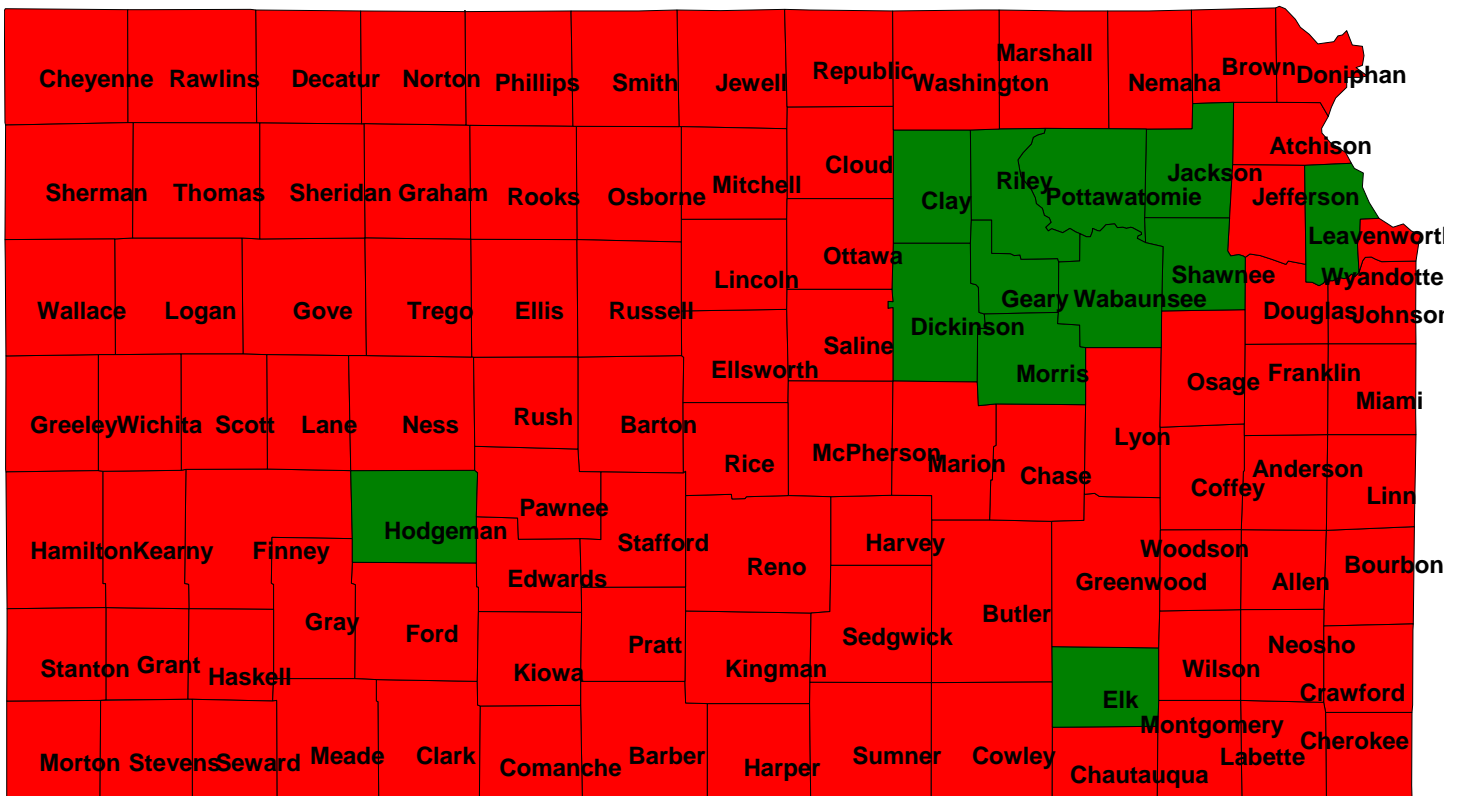 Cheyenne Rawlins Decatur Norton Phillips Smith Jewell Republic Washington Marshall Nemaha Brown Doniphan
Atchison
Sherman Thomas Sheridan Graham Rooks Osborne Mitchell Cloud Clay Riley Pottawatomie Jackson Jefferson
Leavenworth
Wallace Logan Gove Trego Ellis Russell Lincoln Ottawa Geary Wabaunsee Shawnee Wyandotte
Dickinson Douglas Johnson
Ellsworth Saline Morris Osage Franklin Miami
Greeley Wichita Scott Lane Ness Rush Barton Rice McPherson Marion Chase Lyon Coffey Anderson Linn
Hamilton Kearny Finney Hodgeman Pawnee Edwards Stafford Reno Harvey Greenwood Woodson Allen Bourbon
Gray Ford Pratt Sedgwick Butler
Stanton Grant Haskell Kiowa Kingman Elk Wilson Neosho Crawford
Morton Stevens Seward Meade Clark Comanche Barber Harper Sumner Cowley Chautauqua Montgomery Labette Cherokee